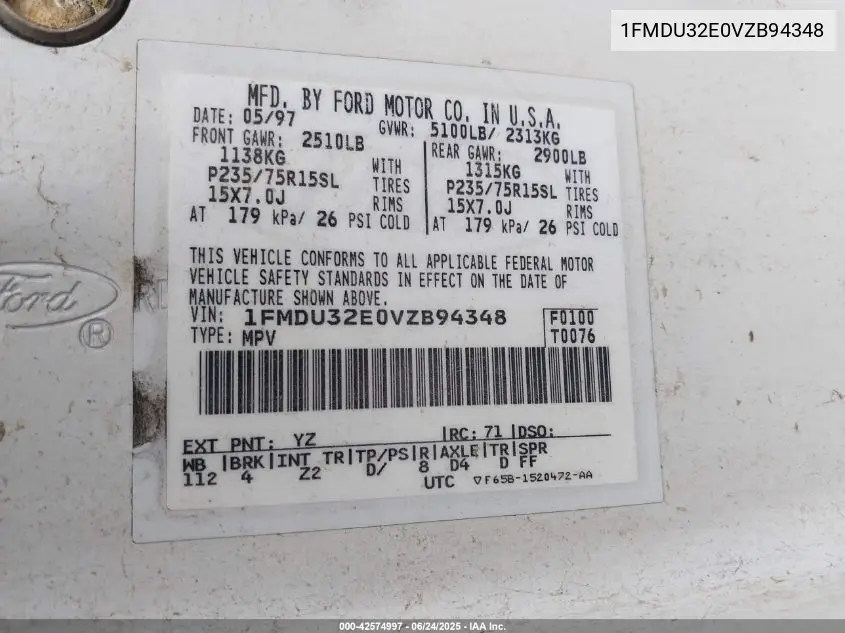 1FMDU32E0VZB94348
MFD. BY FORD MOTOR CO. IN U.S.A.
DATE: 05/97 GVWR: 5100LB/ 2313KG
FRONT GAWR: 2510LB REAR GAWR: 2900LB
1138KG WITH 1315KG WITH
P235/75R15SL TIRES P235/75R15SL TIRES
15X7.0J RIMS 15X7.0J RIMS
AT 179 kPa/ 26 PSI COLD AT 179 kPa/ 26 PSI COLD
THIS VEHICLE CONFORMS TO ALL APPLICABLE FEDERAL MOTOR
VEHICLE SAFETY STANDARDS IN EFFECT ON THE DATE OF
MANUFACTURE SHOWN ABOVE.
VIN: 1FMDU32E0VZB94348 F0100
TYPE: MPV T0076
Ford
®
EXT PNT: YZ RC: 71 DSO:
WB BRK INT TR TP/PS R AXLE TR SPR
112 4 Z2 D/ 8 D4 D FF
UTC ▽F65B-1520472-AA
000-42574997 - 06/24/2025 - IAA Inc.